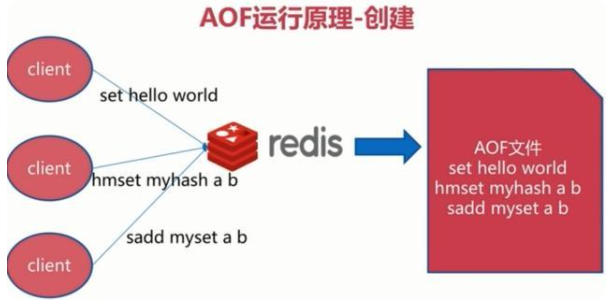 AOF运行原理-创建
client
set hello world
client
hmset myhash a b
client
sadd myset a b
redis
AOF文件
set hello world
hmset myhash a b
sadd myset a b